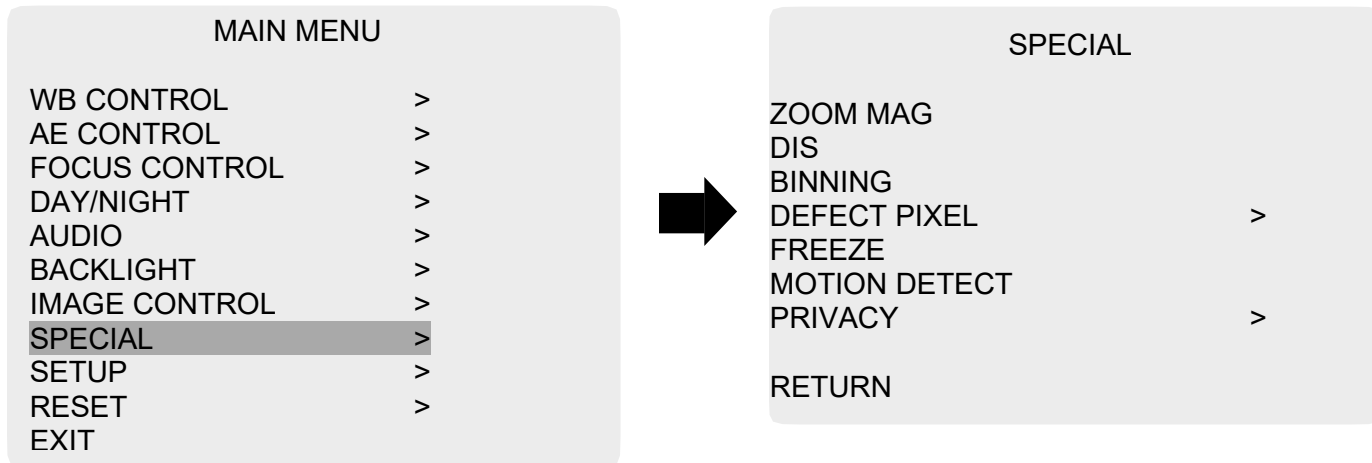 MAIN MENU
WB CONTROL >
AE CONTROL >
FOCUS CONTROL >
DAY/NIGHT >
AUDIO >
BACKLIGHT >
IMAGE CONTROL >
SPECIAL >
SETUP >
RESET >
EXIT
SPECIAL
ZOOM MAG
DIS
BINNING
DEFECT PIXEL >
FREEZE
MOTION DETECT
PRIVACY >
RETURN